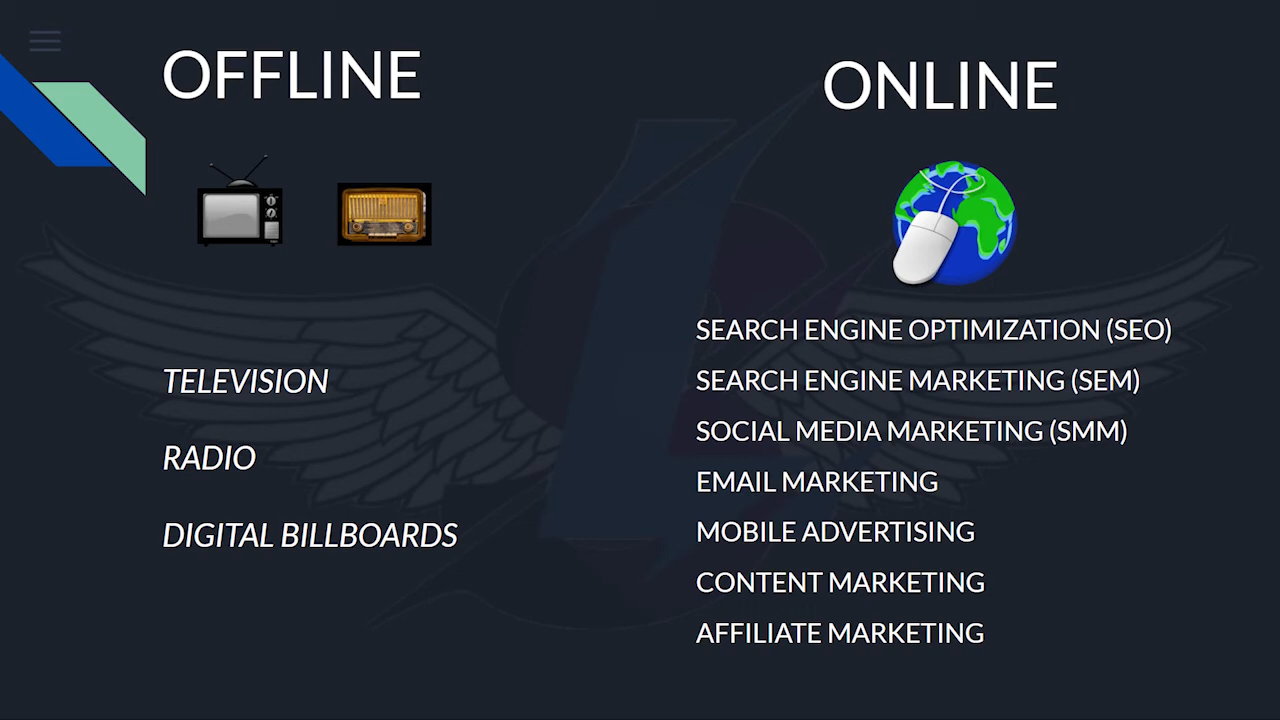 OFFLINE
TELEVISION
RADIO
DIGITAL BILLBOARDS
ONLINE
SEARCH ENGINE OPTIMIZATION (SEO)
SEARCH ENGINE MARKETING (SEM)
SOCIAL MEDIA MARKETING (SMM)
EMAIL MARKETING
MOBILE ADVERTISING
CONTENT MARKETING
AFFILIATE MARKETING